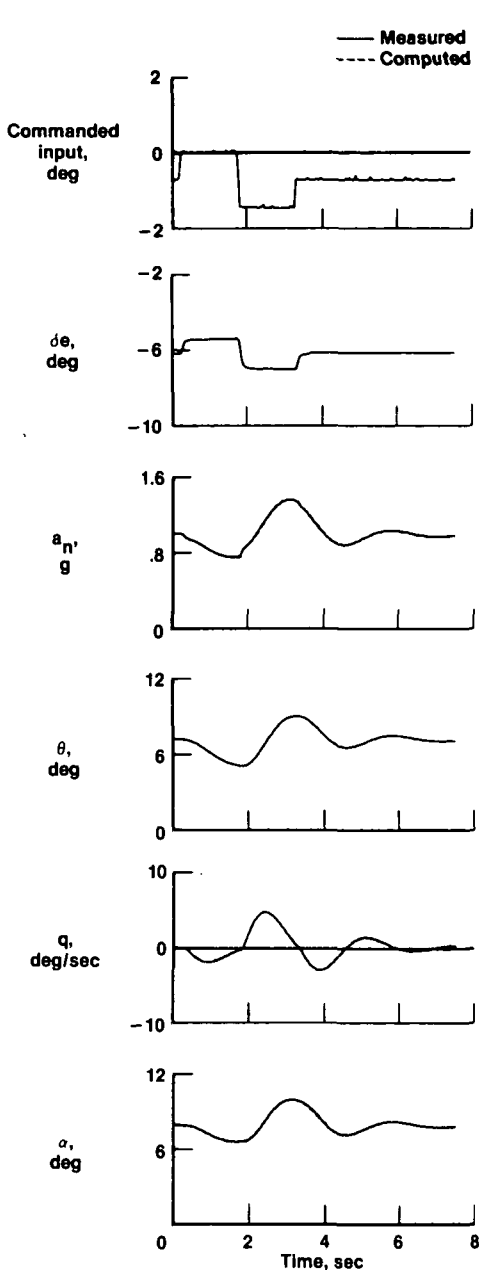 Measured
Computed
2
Commanded
input,
deg
0
−2
−2
δe,
deg
−6
−10
1.6
an,
g
.8
0
12
θ,
deg
6
0
10
q,
deg/sec
0
−10
12
α,
deg
6
0 2 4 6 8
Time, sec